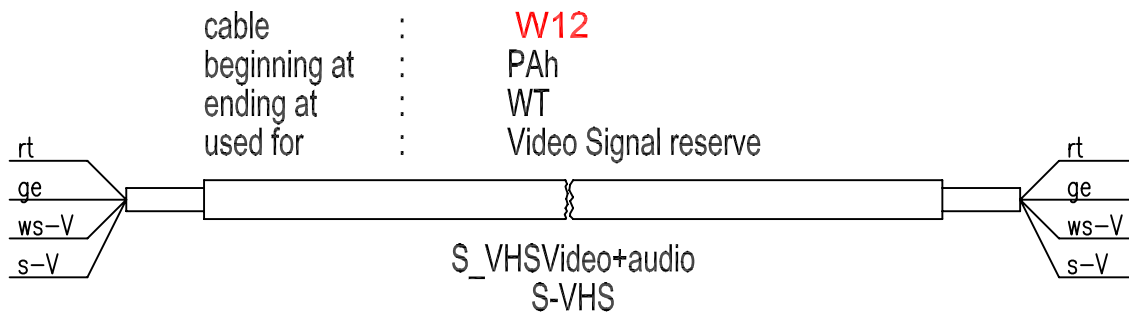 cable : W12
beginning at : PAh
ending at : WT
used for : Video Signal reserve
rt rt
ge ge
ws-V ws-V
s-V s-V
S_VHSVideo+audio
S-VHS